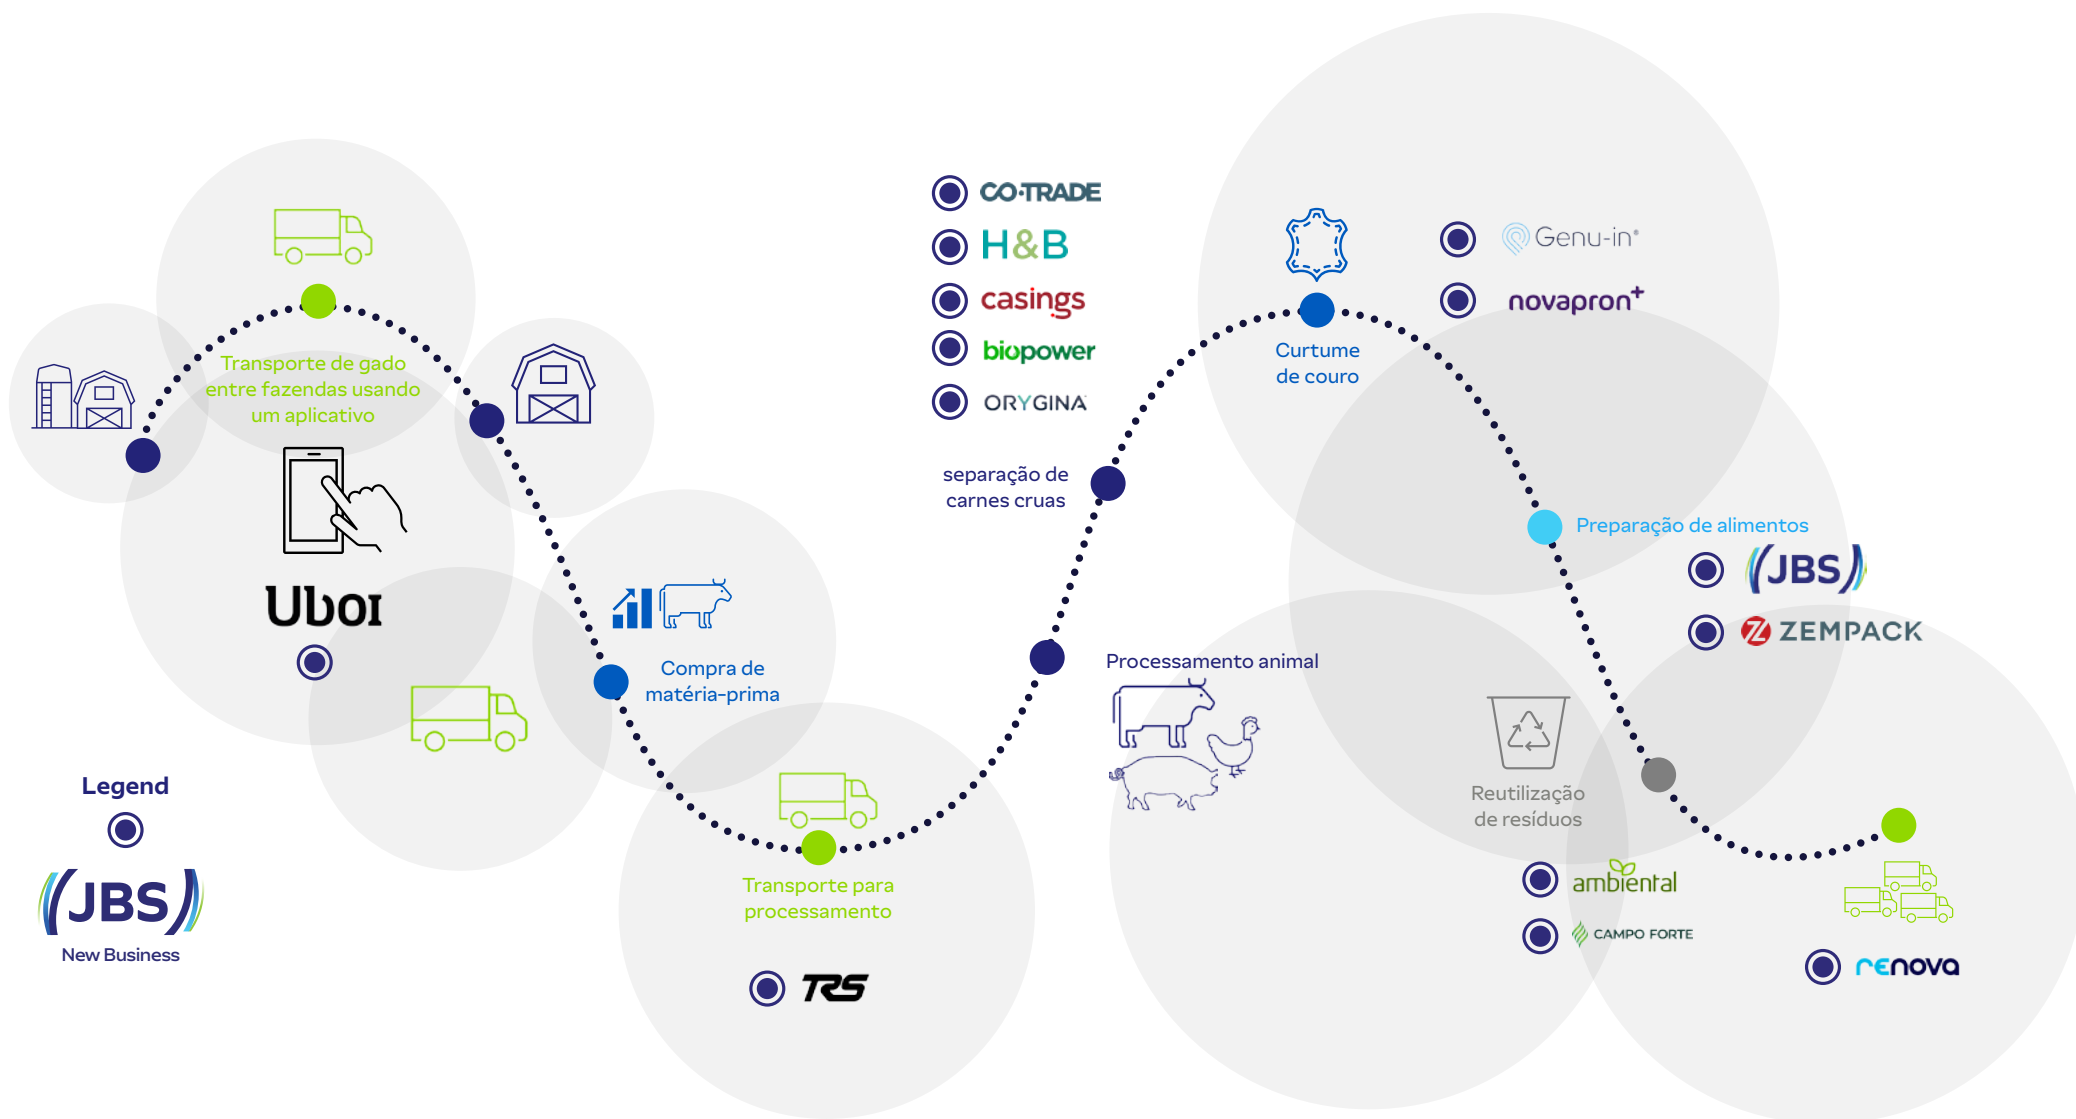 Transporte de gado
entre fazendas usando
um aplicativo
Uboi
Compra de
matéria-prima
Transporte para
processamento
TRS
Processamento animal
separação de
carnes cruas
CO·TRADE
H&B
casings
biopower
ORYGINA
Curtume
de couro
Genu-in®
novapron+
Preparação de alimentos
JBS
ZEMPACK
Reutilização
de resíduos
ambiental
CAMPO FORTE
renova
Legend
JBS
New Business